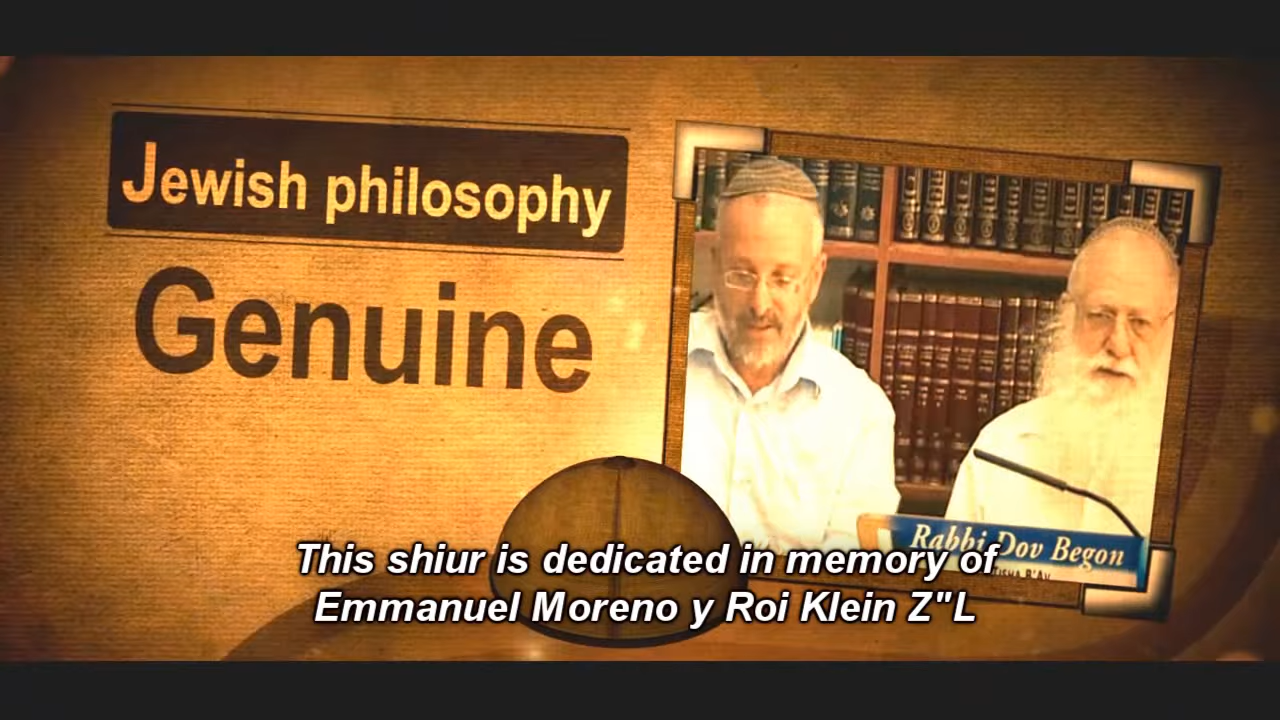 Jewish philosophy
Genuine
Rabbi Dov Begon
This shiur is dedicated in memory of
Emmanuel Moreno y Roi Klein Z"L